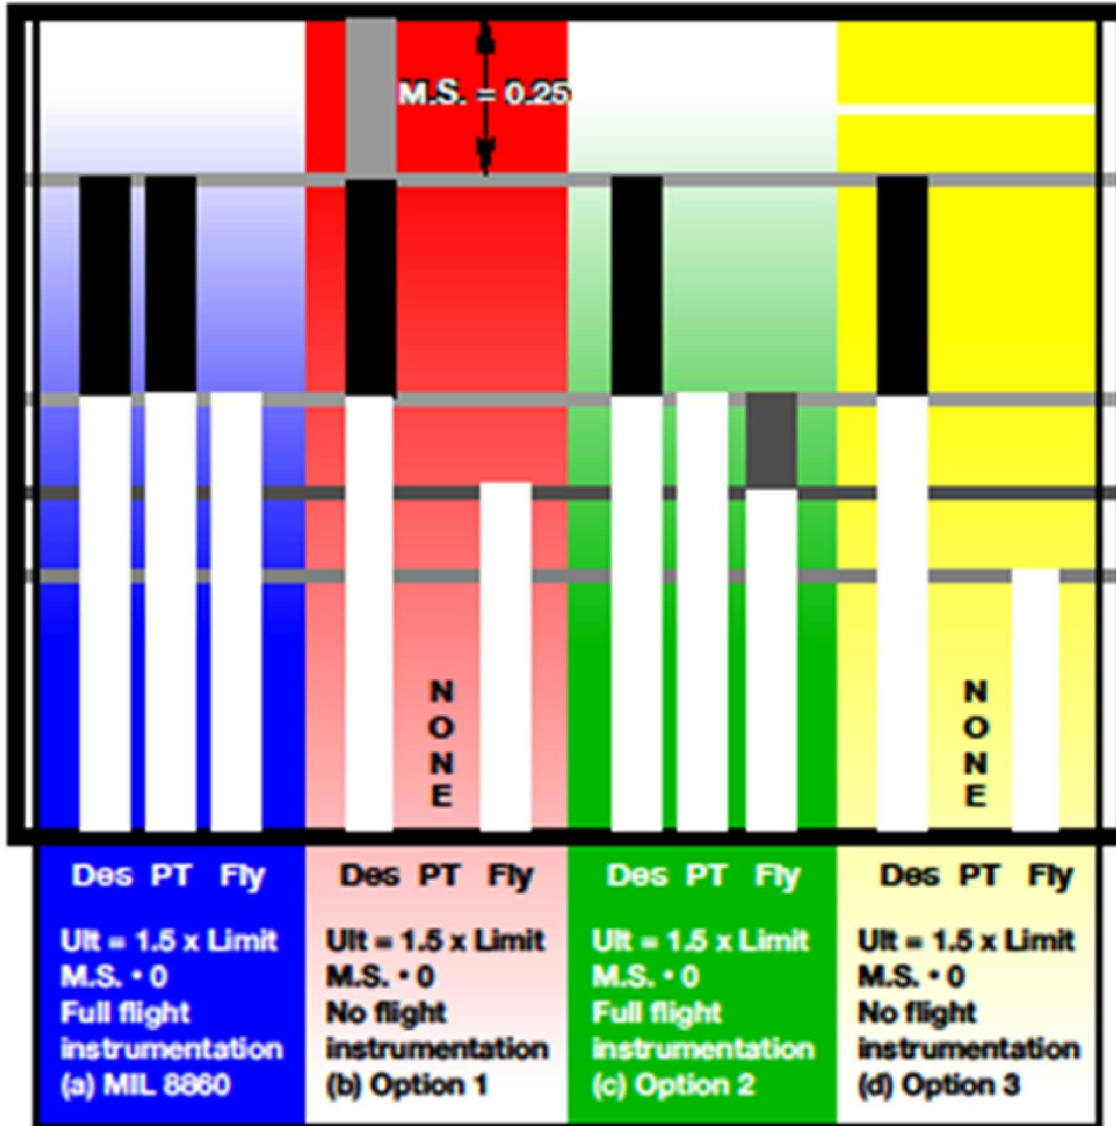 M.S. = 0.25
N
O
N
E
N
O
N
E
Des PT Fly
Ult = 1.5 x Limit
M.S. • 0
Full flight
instrumentation
(a) MIL 8860
Des PT Fly
Ult = 1.5 x Limit
M.S. • 0
No flight
instrumentation
(b) Option 1
Des PT Fly
Ult = 1.5 x Limit
M.S. • 0
Full flight
instrumentation
(c) Option 2
Des PT Fly
Ult = 1.5 x Limit
M.S. • 0
No flight
instrumentation
(d) Option 3